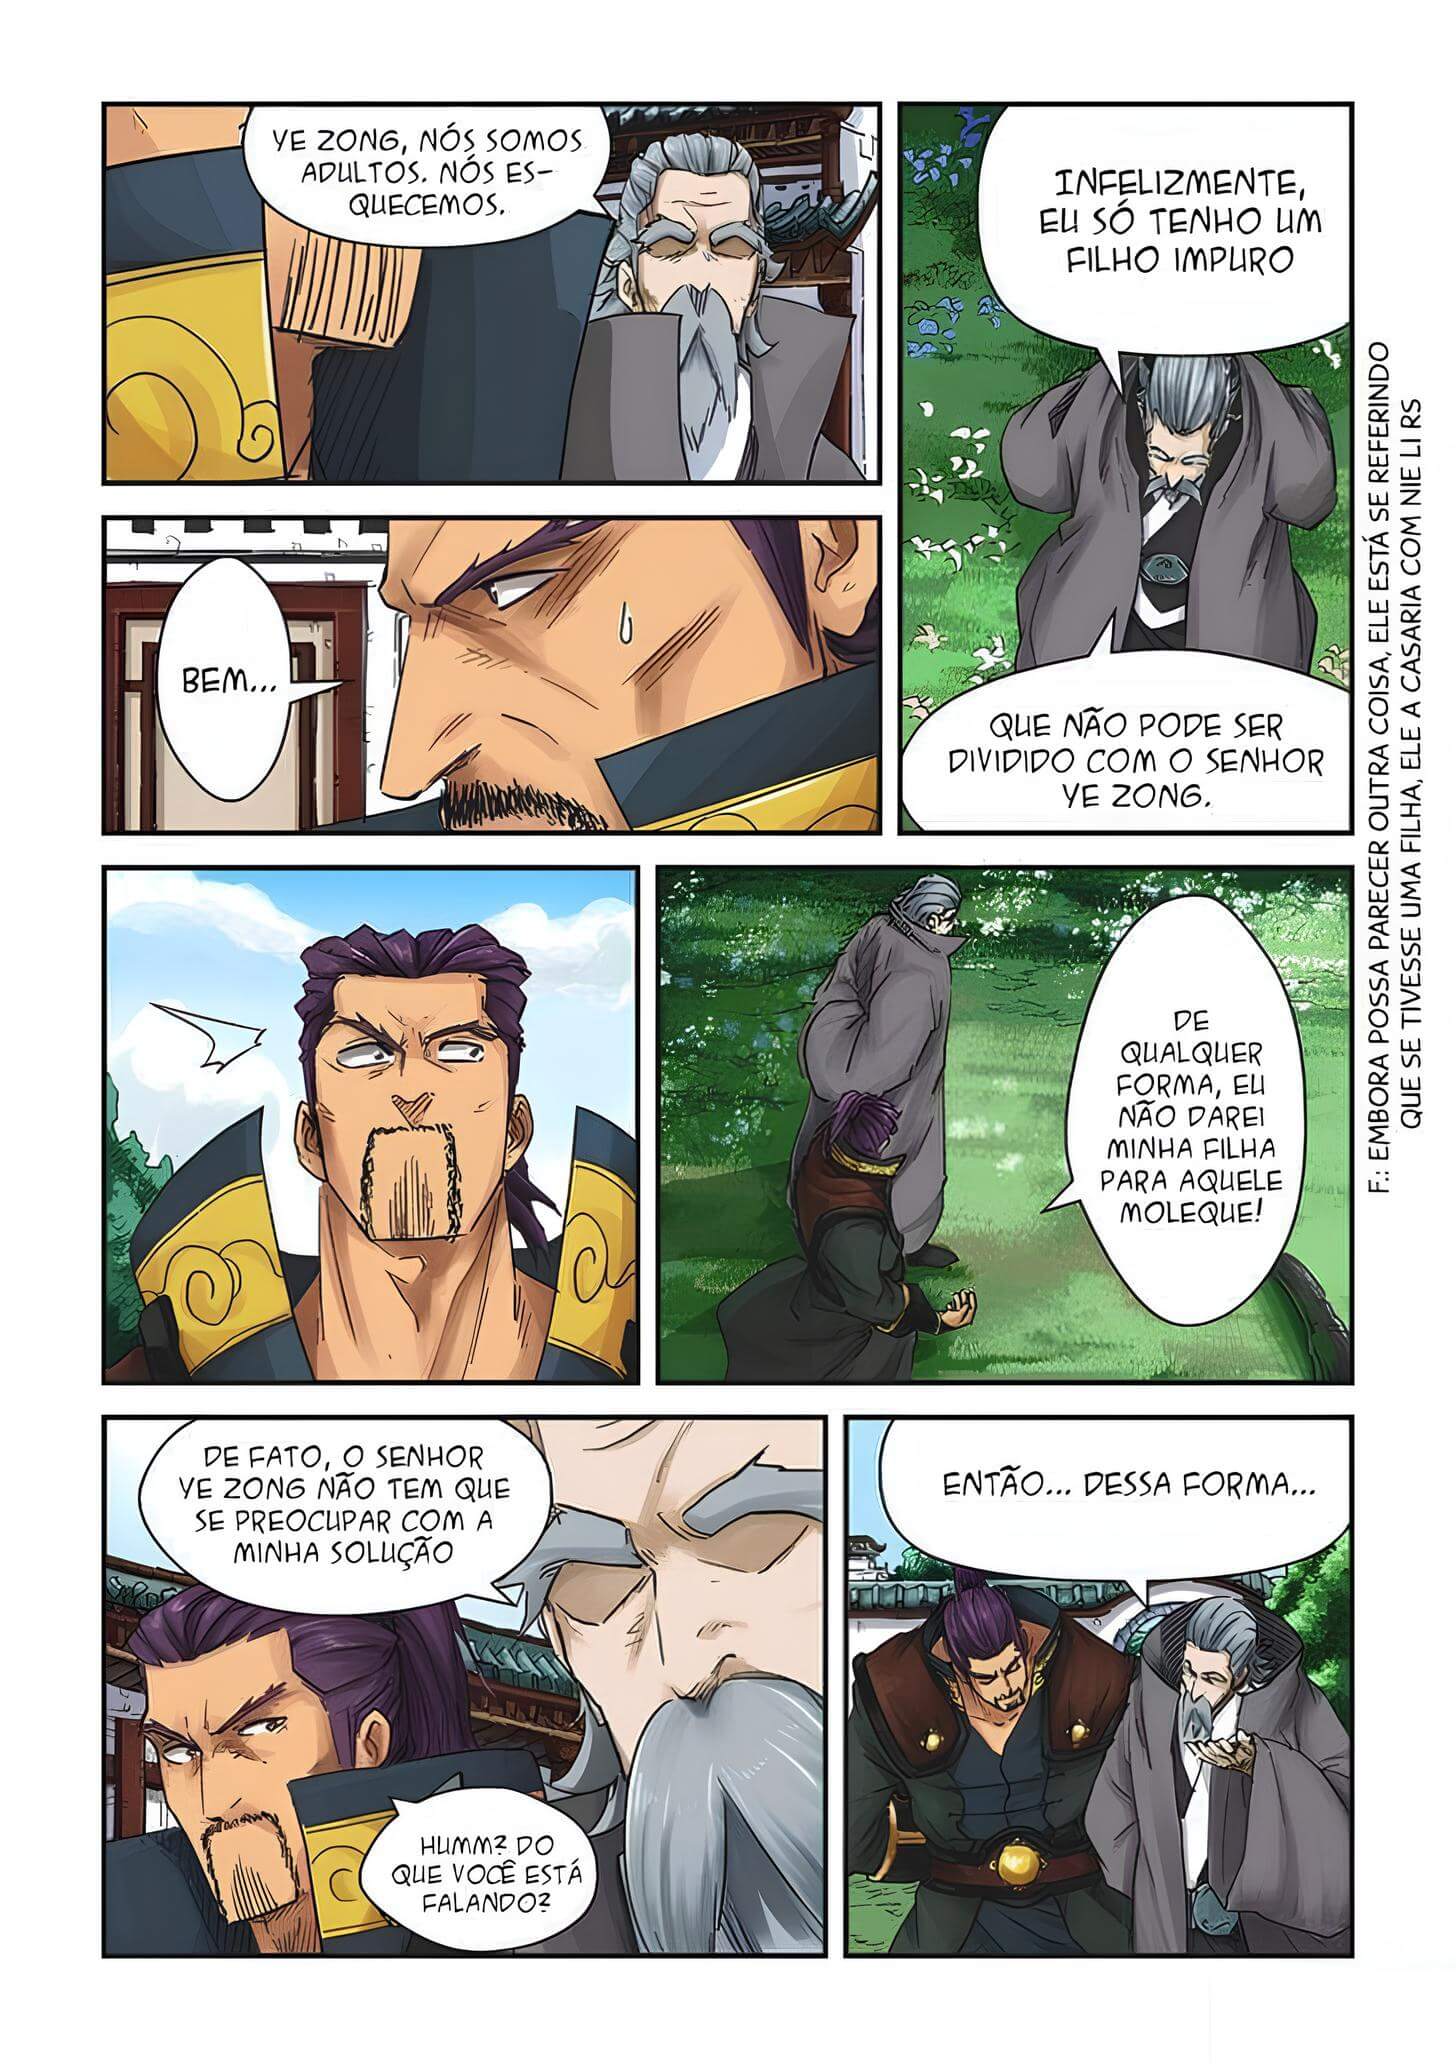 YE ZONG, NÓS SOMOS
ADULTOS. NÓS ES-
QUECEMOS.
INFELIZMENTE,
EU SÓ TENHO UM
FILHO IMPURO
QUE NÃO PODE SER
DIVIDIDO COM O SENHOR
YE ZONG.
F.: EMBORA POSSA PARECER OUTRA COISA, ELE ESTÁ SE REFERINDO
QUE SE TIVESSE UMA FILHA, ELE A CASARIA COM NIE LI RS
BEM...
DE
QUALQUER
FORMA, EU
NÃO DAREI
MINHA FILHA
PARA AQUELE
MOLEQUE!
DE FATO, O SENHOR
YE ZONG NÃO TEM QUE
SE PREOCUPAR COM A
MINHA SOLUÇÃO
HUMM? DO
QUE VOCÊ ESTÁ
FALANDO?
ENTÃO... DESSA FORMA...